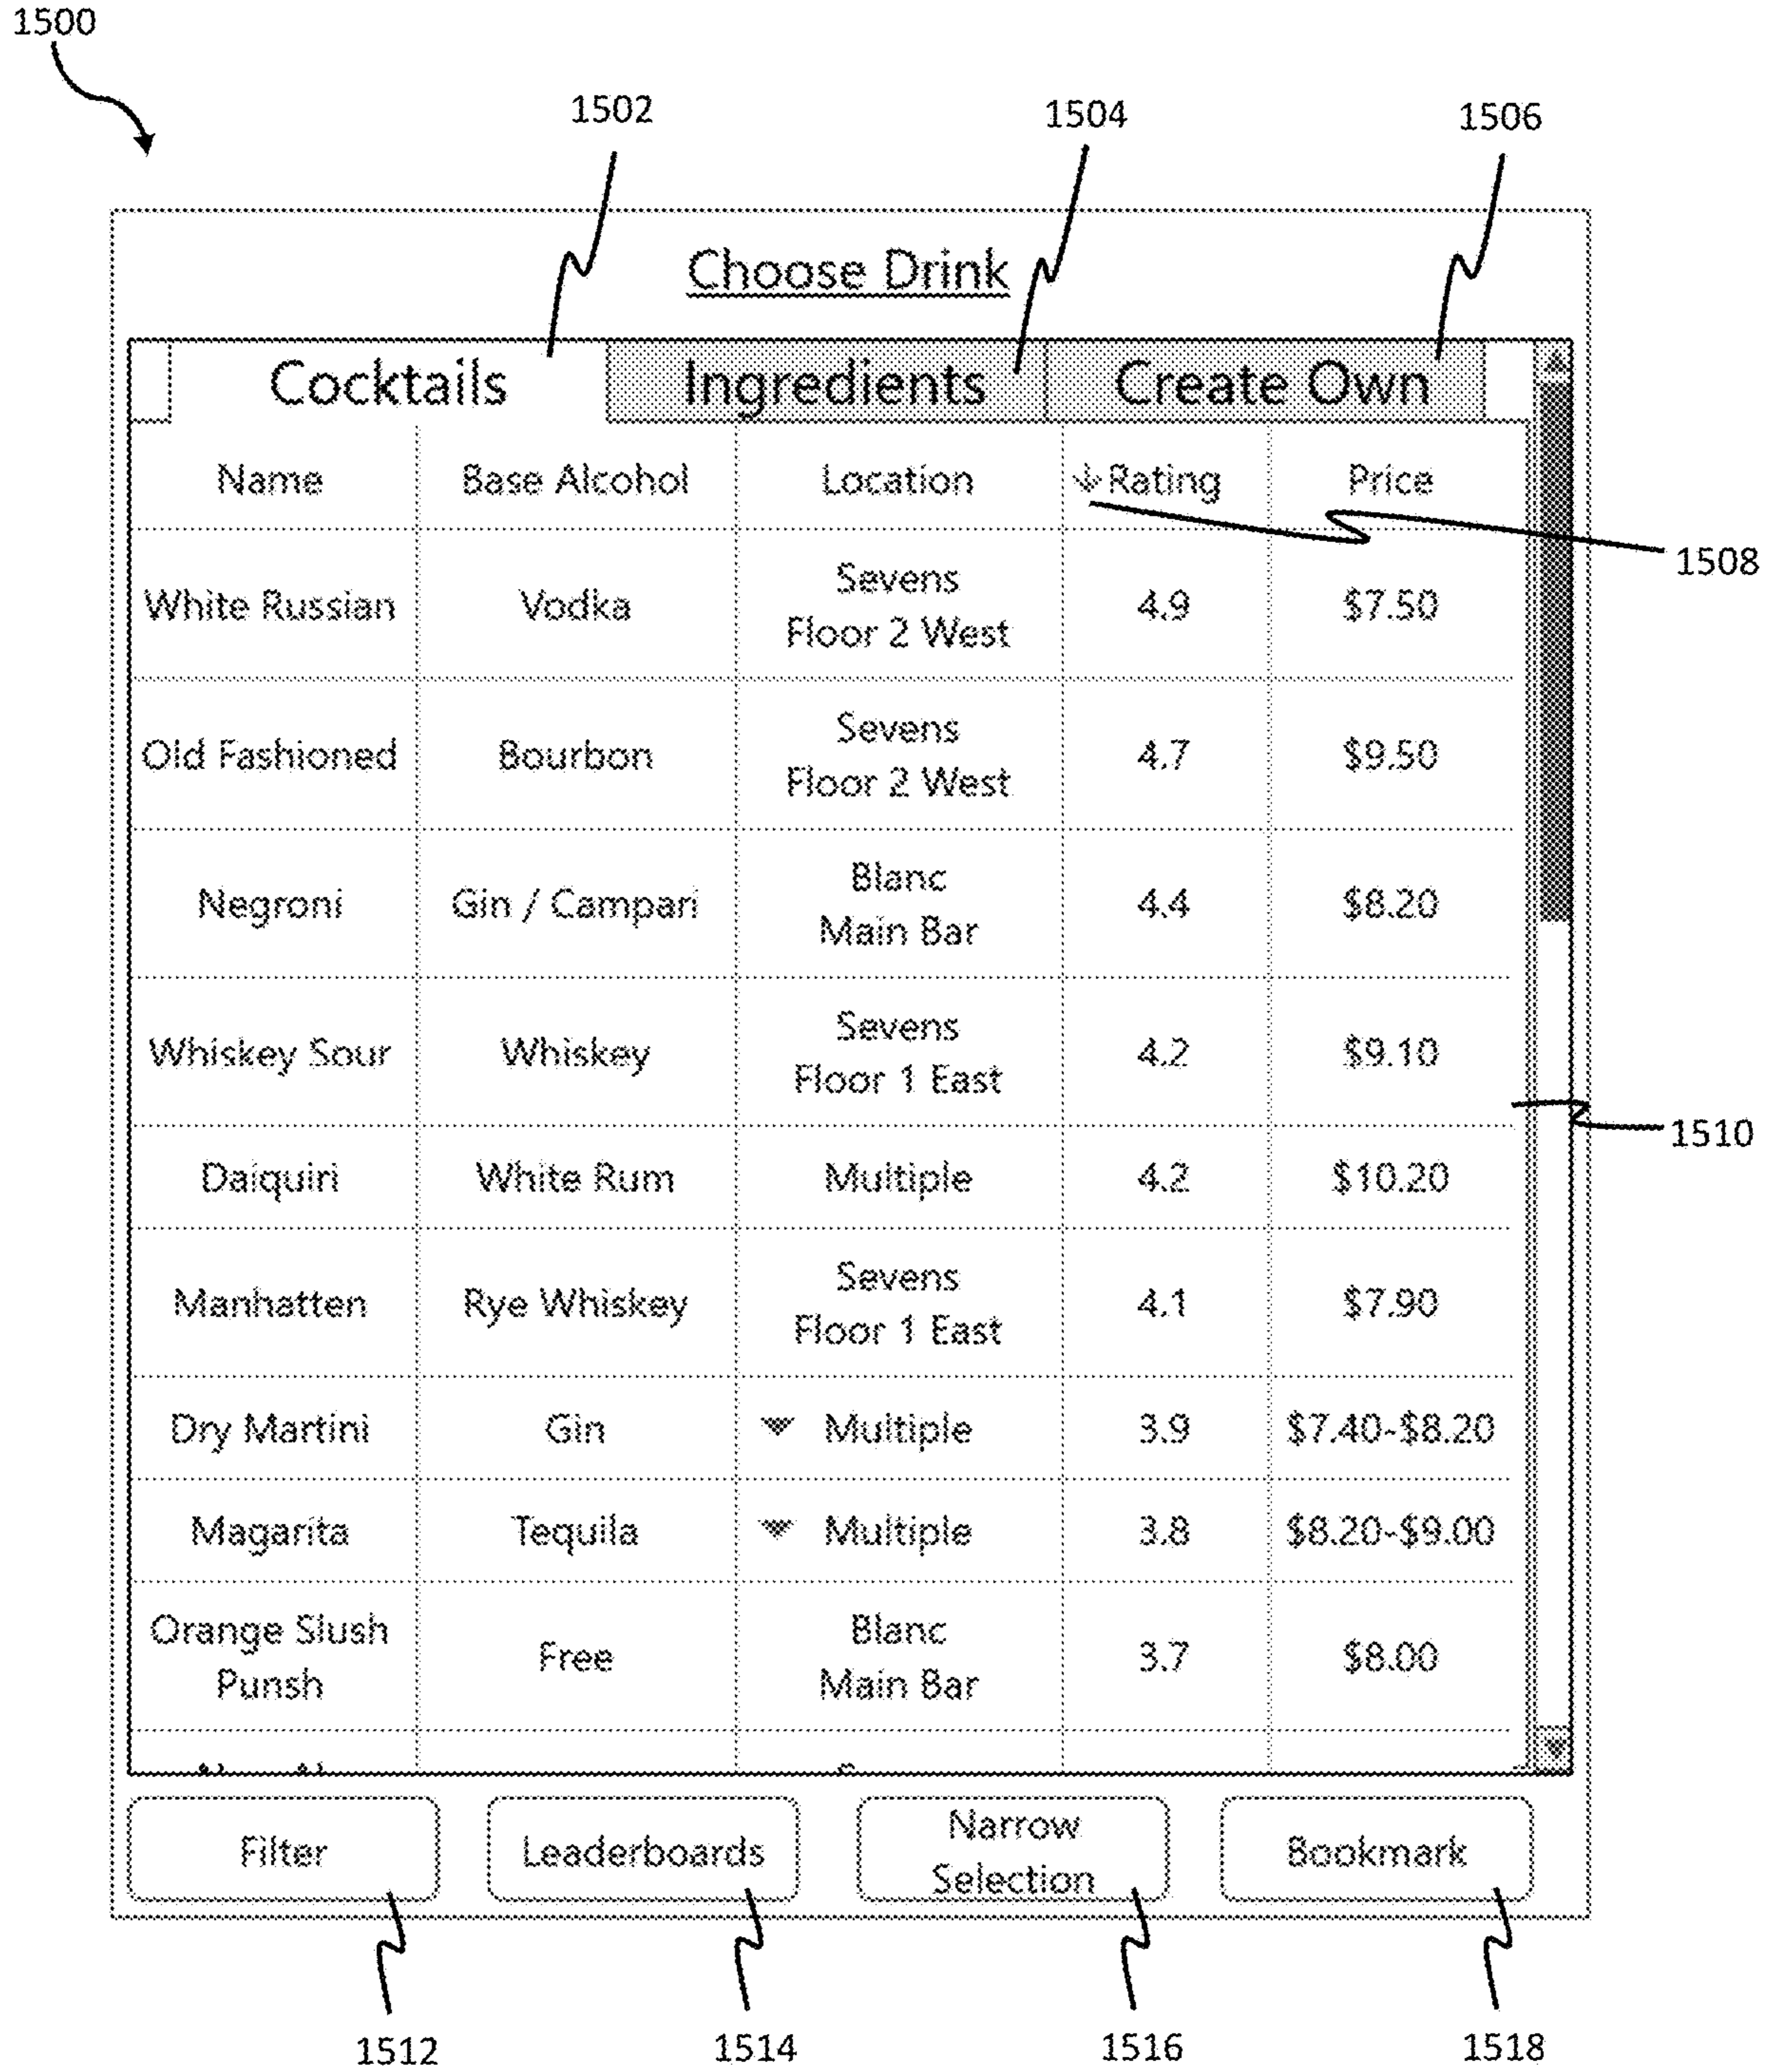 1500
1502
1504
1506
Choose Drink
Cocktails Ingredients Create Own
Name Base Alcohol Location ↓Rating Price
1508
White Russian Vodka Sevens
Floor 2 West 4.9 $7.50
Old Fashioned Bourbon Sevens
Floor 2 West 4.7 $9.50
Negroni Gin / Campari Blanc
Main Bar 4.4 $8.20
Whiskey Sour Whiskey Sevens
Floor 1 East 4.2 $9.10
1510
Daiquiri White Rum Multiple 4.2 $10.20
Manhatten Rye Whiskey Sevens
Floor 1 East 4.1 $7.90
Dry Martini Gin Multiple 3.9 $7.40-$8.20
Magarita Tequila Multiple 3.8 $8.20-$9.00
Orange Slush
Punsh Free Blanc
Main Bar 3.7 $8.00
Filter Leaderboards Narrow
Selection Bookmark
1512
1514
1516
1518